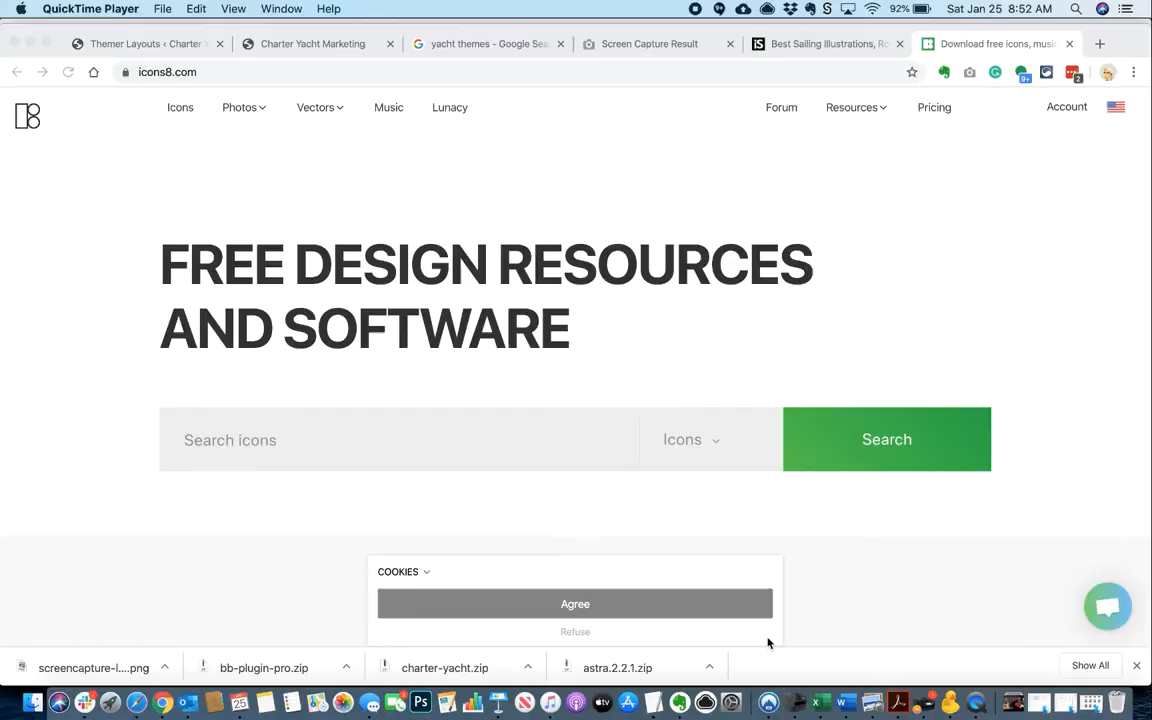 QuickTime Player File Edit View Window Help 92% Sat Jan 25 8:52 AM
Themer Layouts ‹ Charter Y Charter Yacht Marketing yacht themes - Google Sea Screen Capture Result Best Sailing Illustrations, Ro Download free icons, music
icons8.com
Icons Photos Vectors Music Lunacy Forum Resources Pricing Account
FREE DESIGN RESOURCES
AND SOFTWARE
Search icons Icons Search
COOKIES
Agree
Refuse
screencapture-l....png bb-plugin-pro.zip charter-yacht.zip astra.2.2.1.zip Show All